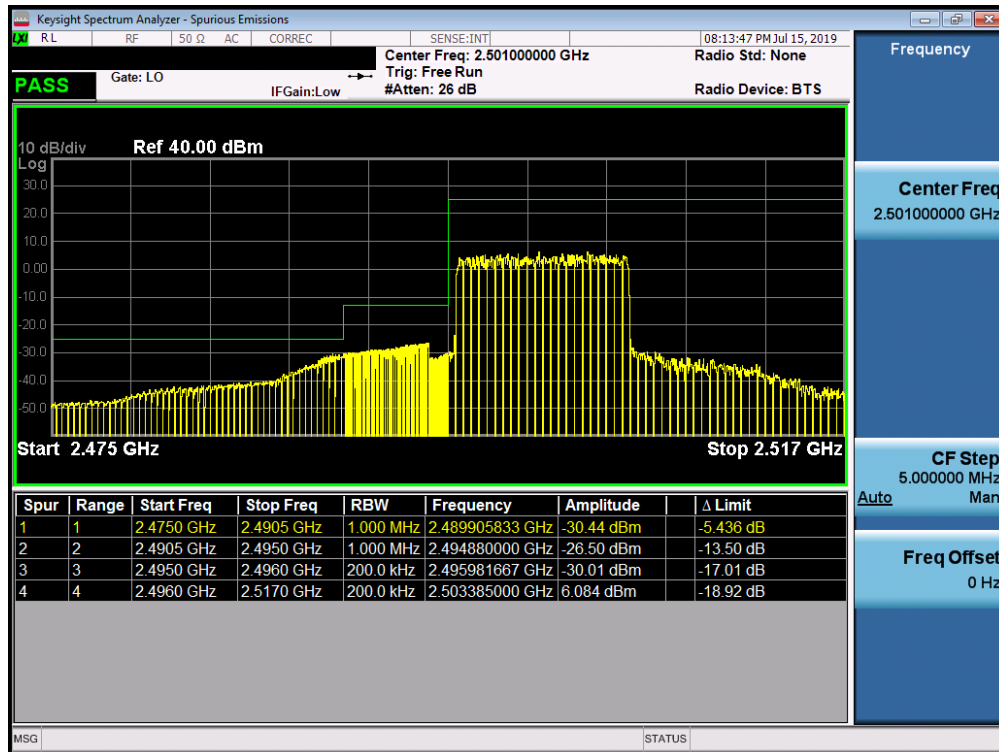 Keysight Spectrum Analyzer - Spurious Emissions
LXI RL RF 50 Ω AC CORREC SENSE:INT 08:13:47 PM Jul 15, 2019
Frequency
Center Freq: 2.501000000 GHz Radio Std: None
PASS Gate: LO Trig: Free Run
IFGain:Low #Atten: 26 dB Radio Device: BTS
10 dB/div Ref 40.00 dBm
Log
30.0
20.0
10.0
0.00
-10.0
-20.0
-30.0
-40.0
-50.0
Start 2.475 GHz Stop 2.517 GHz
Center Freq
2.501000000 GHz
CF Step
5.000000 MHz
Auto Man
Freq Offset
0 Hz
Spur Range Start Freq Stop Freq RBW Frequency Amplitude Δ Limit
1 1 2.4750 GHz 2.4905 GHz 1.000 MHz 2.489905833 GHz -30.44 dBm -5.436 dB
2 2 2.4905 GHz 2.4950 GHz 1.000 MHz 2.494880000 GHz -26.50 dBm -13.50 dB
3 3 2.4950 GHz 2.4960 GHz 200.0 kHz 2.495981667 GHz -30.01 dBm -17.01 dB
4 4 2.4960 GHz 2.5170 GHz 200.0 kHz 2.503385000 GHz 6.084 dBm -18.92 dB
MSG STATUS